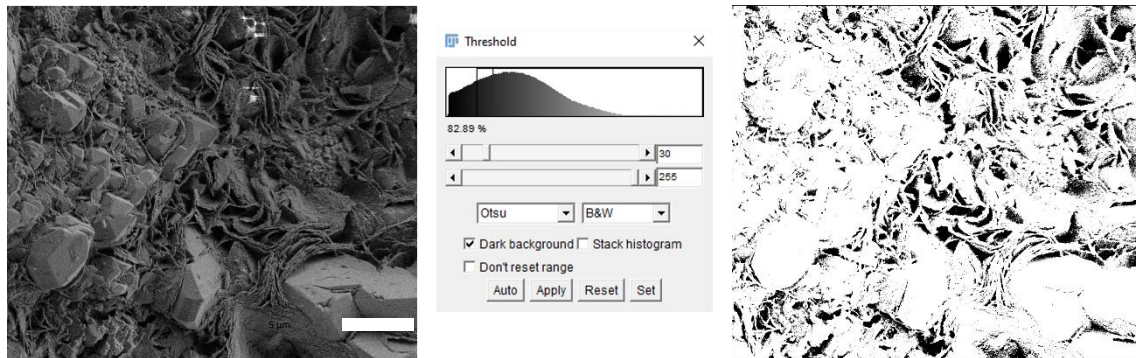 5 µm
Threshold
82.89 %
30
255
Otsu
B&W
Dark background
Stack histogram
Don't reset range
Auto
Apply
Reset
Set